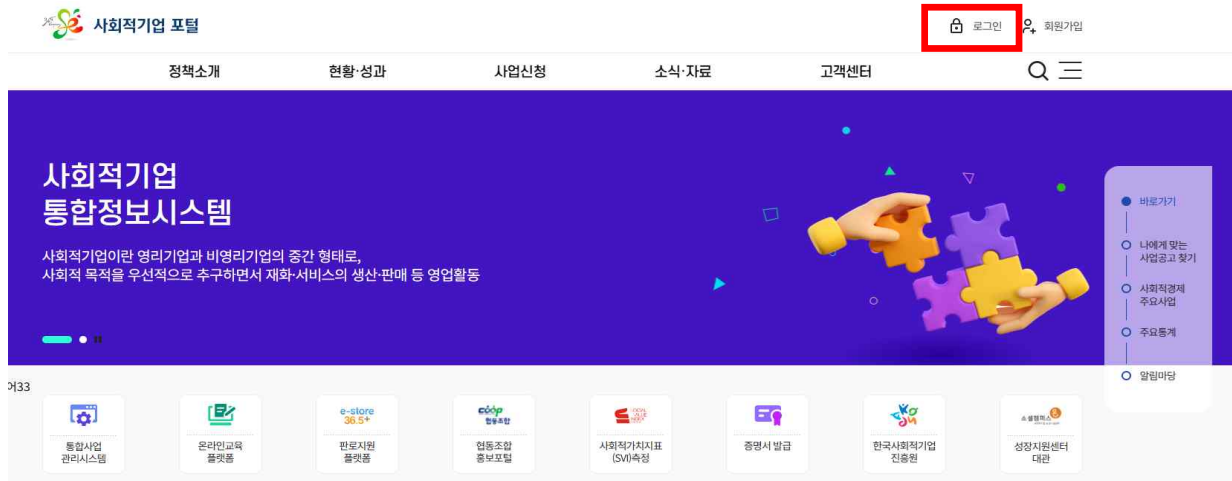 사회적기업 포털
로그인
회원가입
정책소개
현황·성과
사업신청
소식·자료
고객센터
사회적기업
통합정보시스템
사회적기업이란 영리기업과 비영리기업의 중간 형태로,
사회적 목적을 우선적으로 추구하면서 재화·서비스의 생산·판매 등 영업활동
바로가기
나에게 맞는
사업공고 찾기
사회적경제
주요사업
주요통계
알림마당
어33
통합사업
관리시스템
온라인교육
플랫폼
e-store
36.5+
판로지원
플랫폼
coop
협동조합
협동조합
홍보포털
사회적가치지표
(SVI)측정
증명서 발급
한국사회적기업
진흥원
소셜캠퍼스
성장지원센터
대관